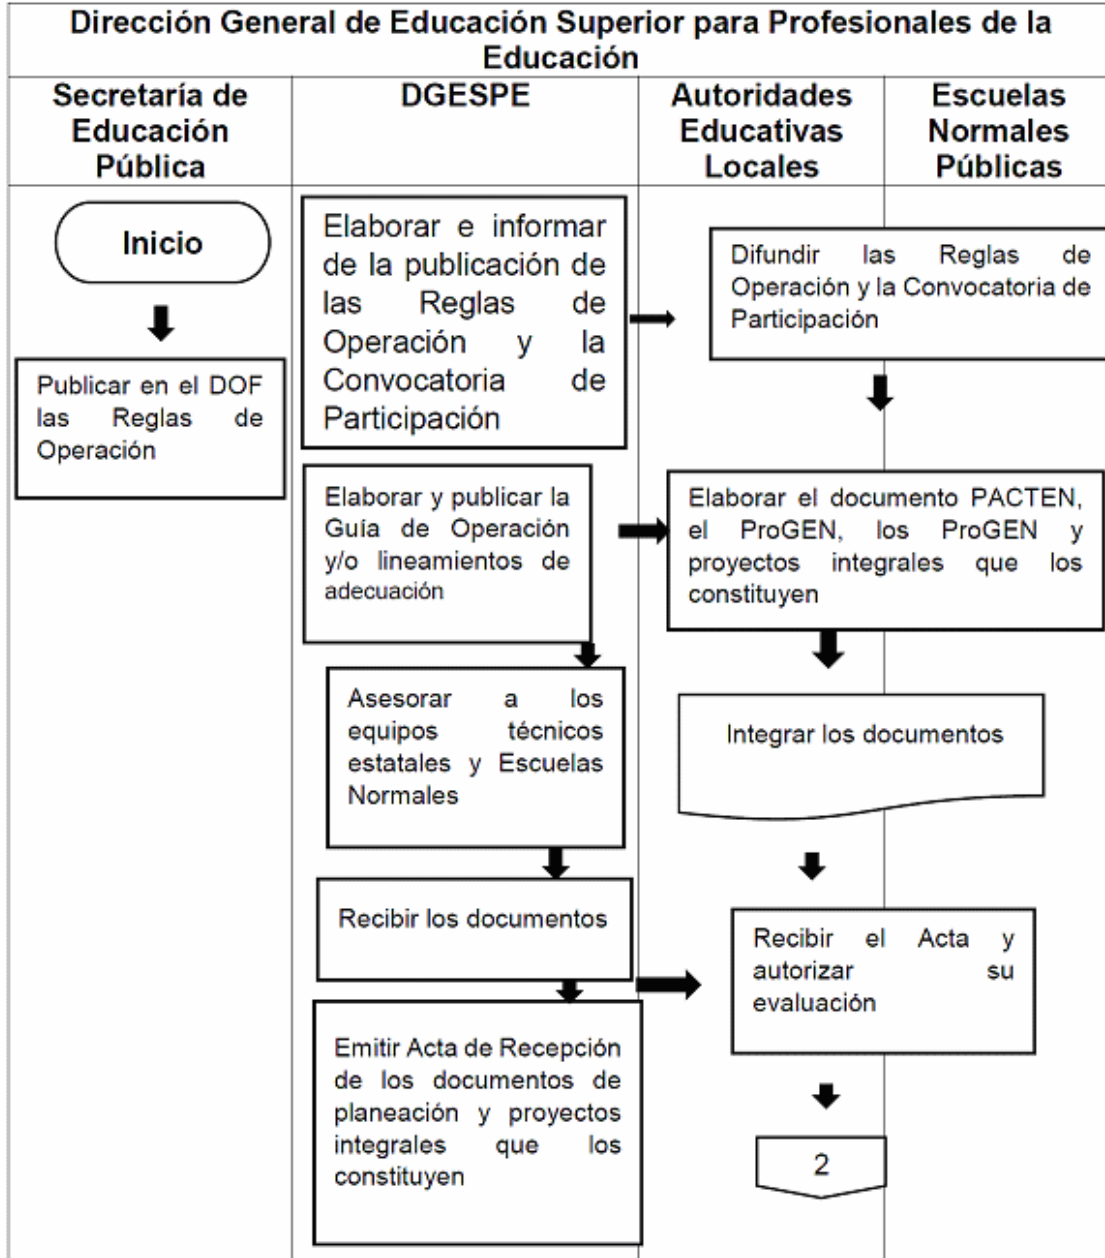 Dirección General de Educación Superior para Profesionales de la
Educación
Secretaría de
Educación
Pública
DGESPE
Autoridades
Educativas
Locales
Escuelas
Normales
Públicas
Inicio
Publicar en el DOF
las Reglas de
Operación
Elaborar e informar
de la publicación de
las Reglas de
Operación y la
Convocatoria de
Participación
Difundir las Reglas de
Operación y la Convocatoria de
Participación
Elaborar y publicar la
Guía de Operación
y/o lineamientos de
adecuación
Elaborar el documento PACTEN,
el ProGEN, los ProGEN y
proyectos integrales que los
constituyen
Asesorar a los
equipos técnicos
estatales y Escuelas
Normales
Integrar los documentos
Recibir los documentos
Recibir el Acta y
autorizar su
evaluación
Emitir Acta de Recepción
de los documentos de
planeación y proyectos
integrales que los
constituyen
2